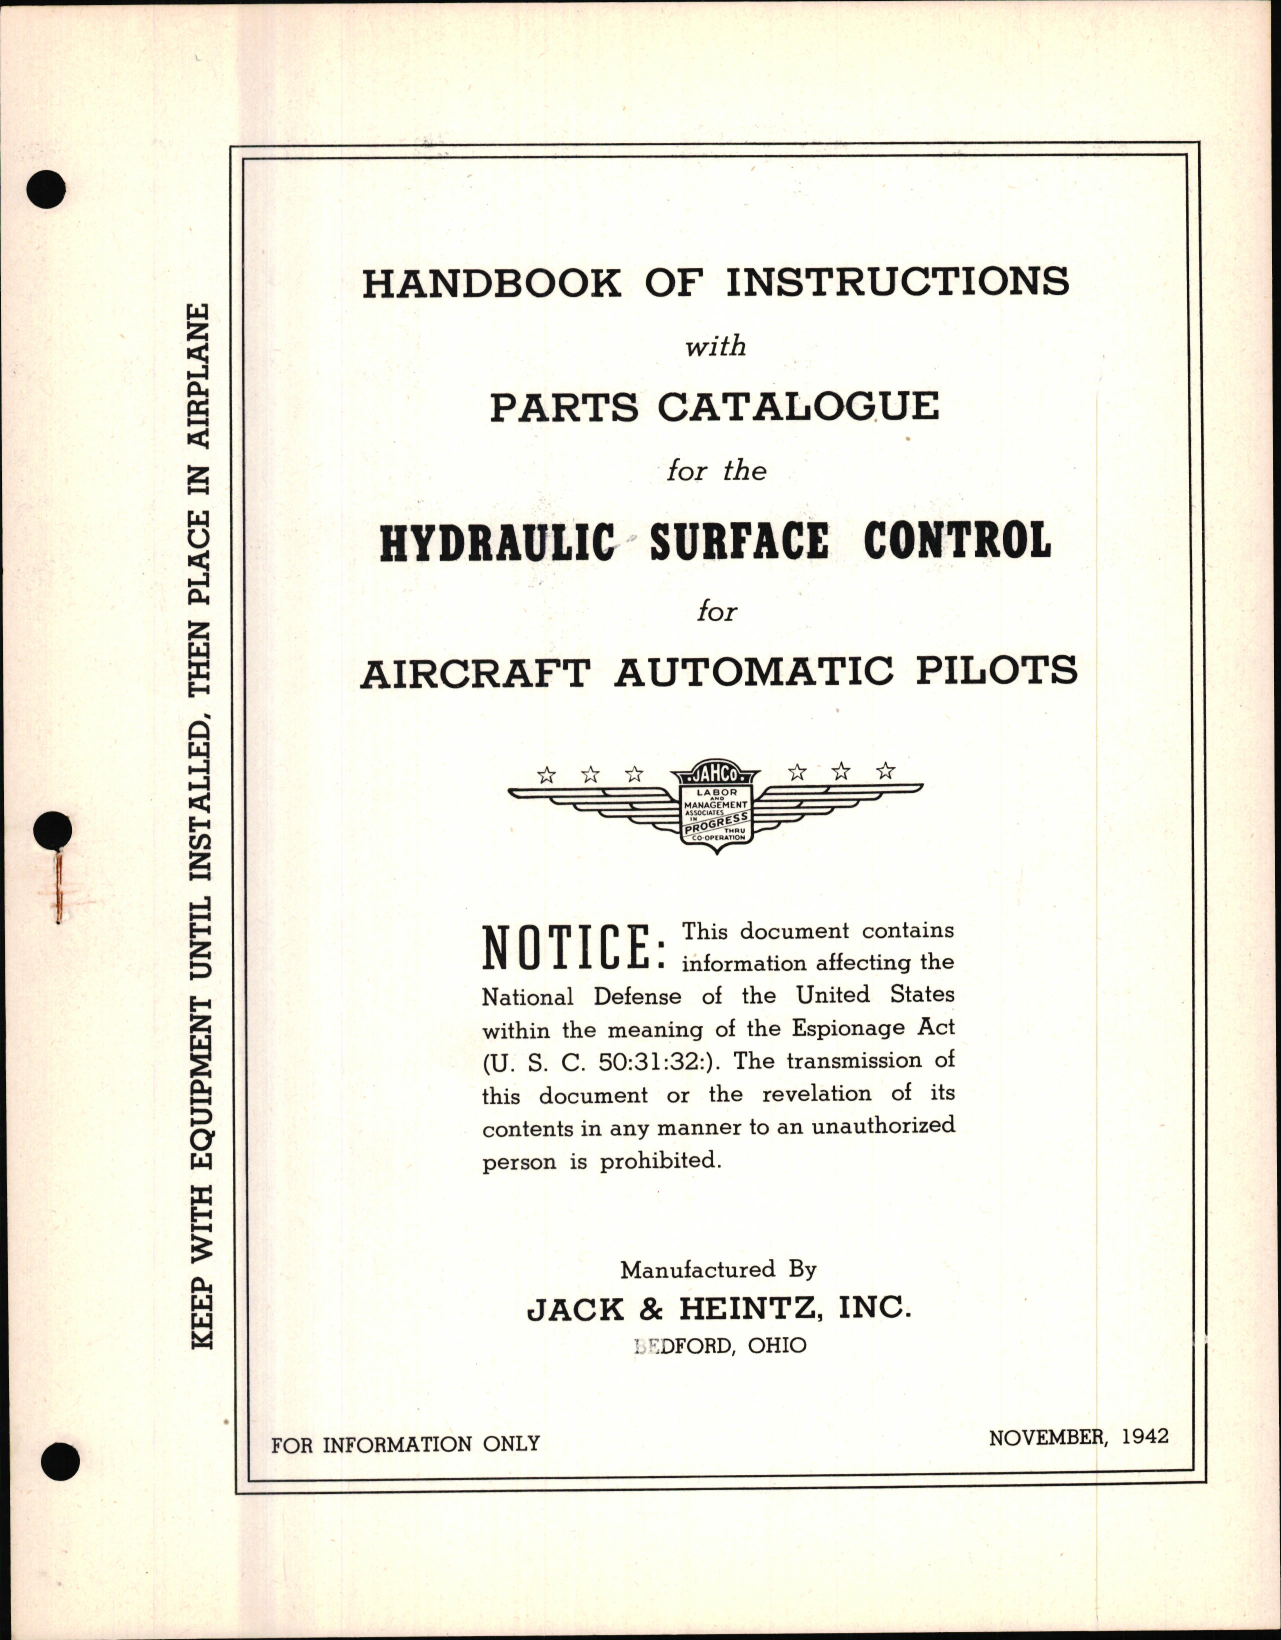 KEEP WITH EQUIPMENT UNTIL INSTALLED, THEN PLACE IN AIRPLANE
HANDBOOK OF INSTRUCTIONS
with
PARTS CATALOGUE
for the
HYDRAULIC SURFACE CONTROL
for
AIRCRAFT AUTOMATIC PILOTS
JAHCO
LABOR
AND
MANAGEMENT
ASSOCIATES
IN
PROGRESS
THRU
CO-OPERATION
NOTICE: This document contains
information affecting the
National Defense of the United States
within the meaning of the Espionage Act
(U. S. C. 50:31:32:). The transmission of
this document or the revelation of its
contents in any manner to an unauthorized
person is prohibited.
Manufactured By
JACK & HEINTZ, INC.
BEDFORD, OHIO
FOR INFORMATION ONLY
NOVEMBER, 1942